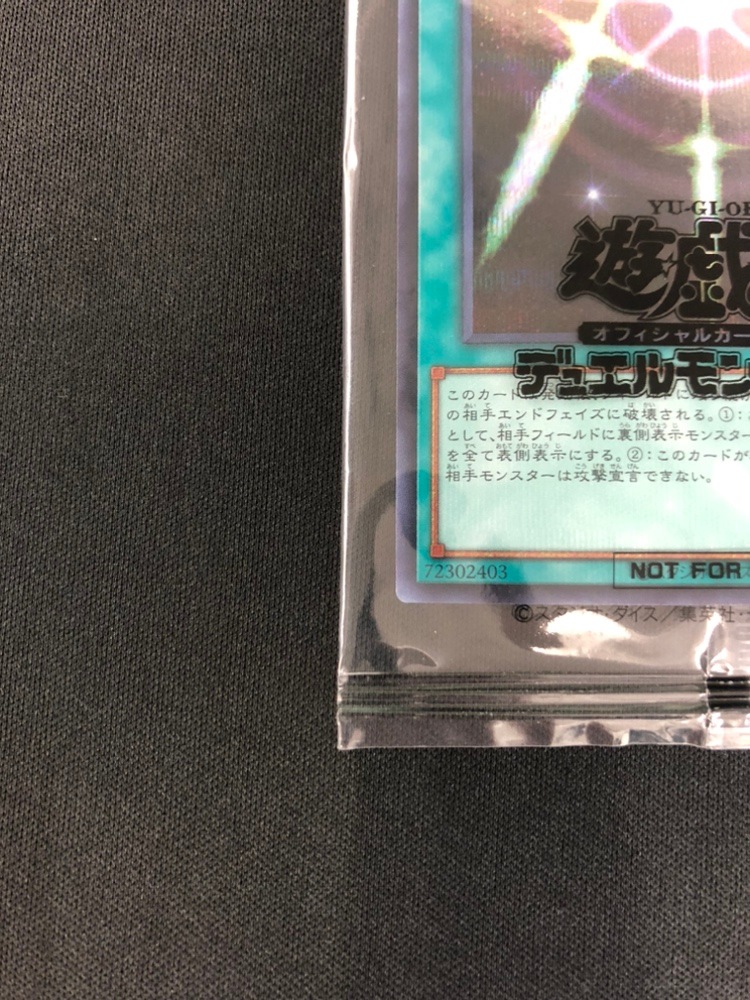 YU-GI-OH
遊戯
オフィシャルカー
デュエルモン
このカード
の相手エンドフェイズに破壊される。①：
として、相手フィールドに裏側表示モンスター
を全て表側表示にする。②：このカードが
相手モンスターは攻撃宣言できない。
72302403
NOT FOR
©スタジオ・ダイス／集英社・